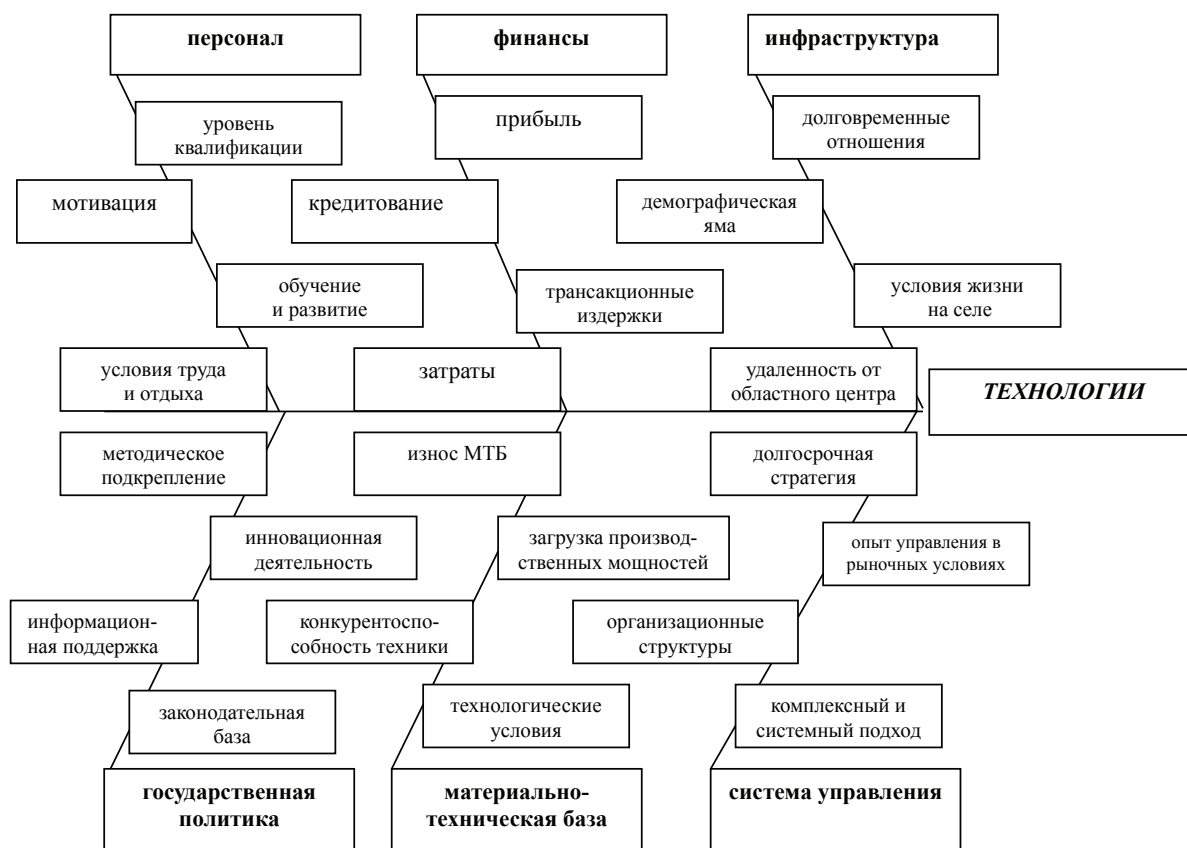 персонал
финансы
инфраструктура
уровень
квалификации
прибыль
долговременные
отношения
мотивация
кредитование
демографическая
яма
обучение
и развитие
трансакционные
издержки
условия жизни
на селе
условия труда
и отдыха
затраты
удаленность от
областного центра
ТЕХНОЛОГИИ
методическое
подкрепление
износ МТБ
долгосрочная
стратегия
инновационная
деятельность
загрузка производ-
ственных мощностей
опыт управления в
рыночных условиях
информацион-
ная поддержка
конкурентоспо-
собность техники
организационные
структуры
законодательная
база
технологические
условия
комплексный и
системный подход
государственная
политика
материально-
техническая база
система управления